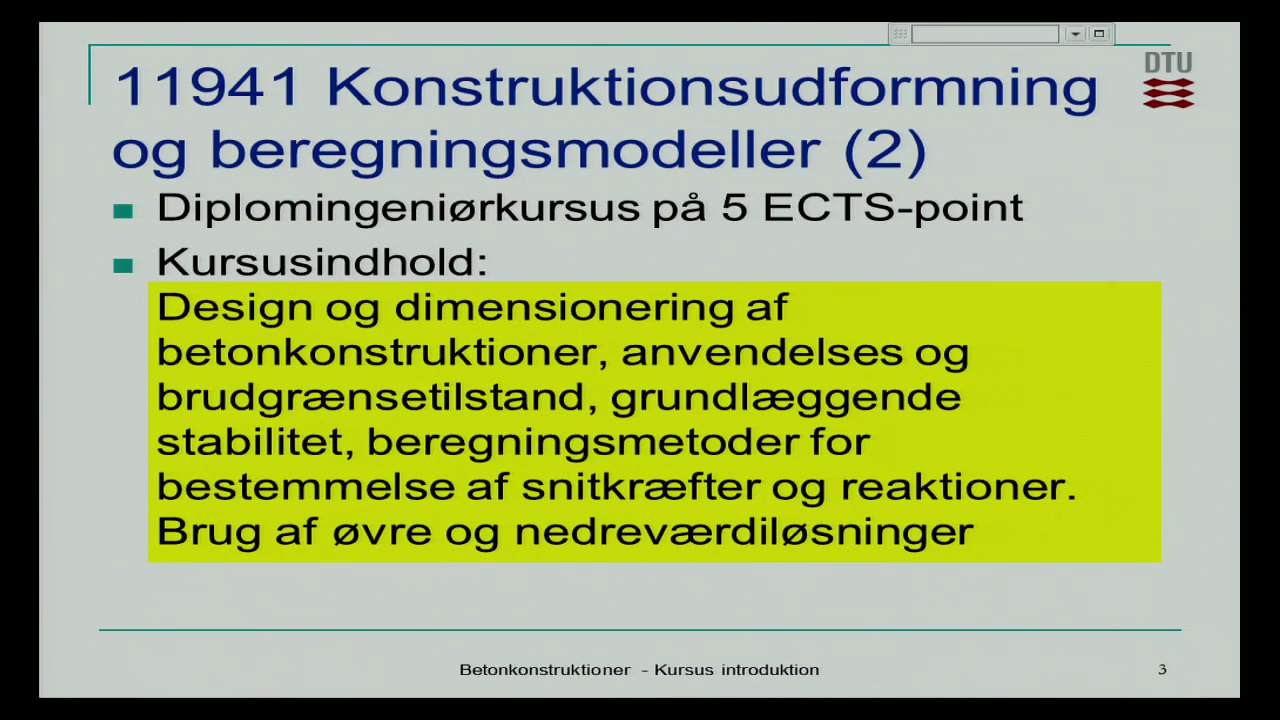 11941 Konstruktionsudformning
og beregningsmodeller (2)
DTU
Diplomingeniørkursus på 5 ECTS-point
Kursusindhold:
Design og dimensionering af
betonkonstruktioner, anvendelses og
brudgrænsetilstand, grundlæggende
stabilitet, beregningsmetoder for
bestemmelse af snitkræfter og reaktioner.
Brug af øvre og nedreværdiløsninger
Betonkonstruktioner - Kursus introduktion
3